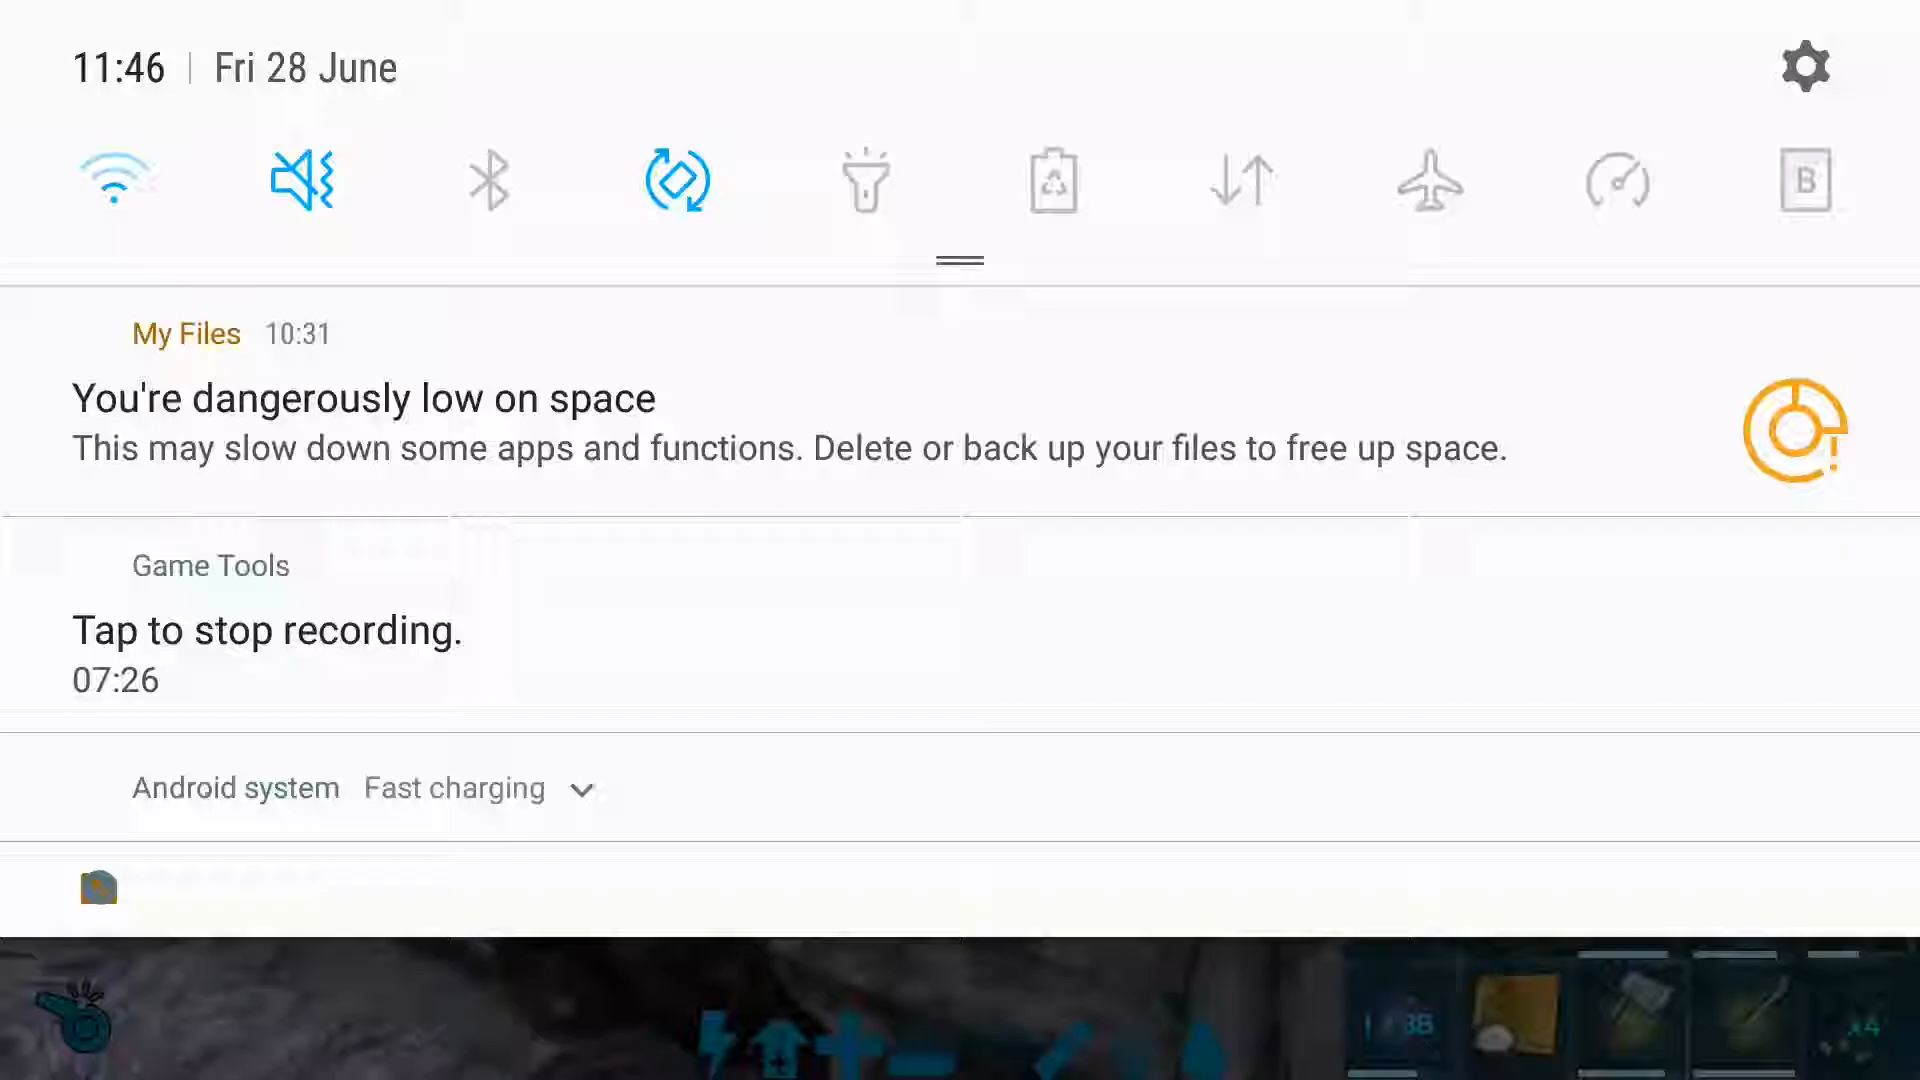 11:46 | Fri 28 June
B
My Files 10:31
You're dangerously low on space
This may slow down some apps and functions. Delete or back up your files to free up space.
Game Tools
Tap to stop recording.
07:26
Android system Fast charging
x4